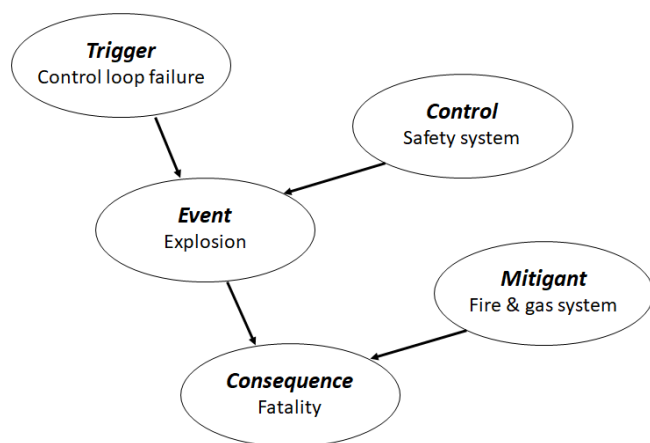 Trigger
Control loop failure
Control
Safety system
Event
Explosion
Mitigant
Fire & gas system
Consequence
Fatality